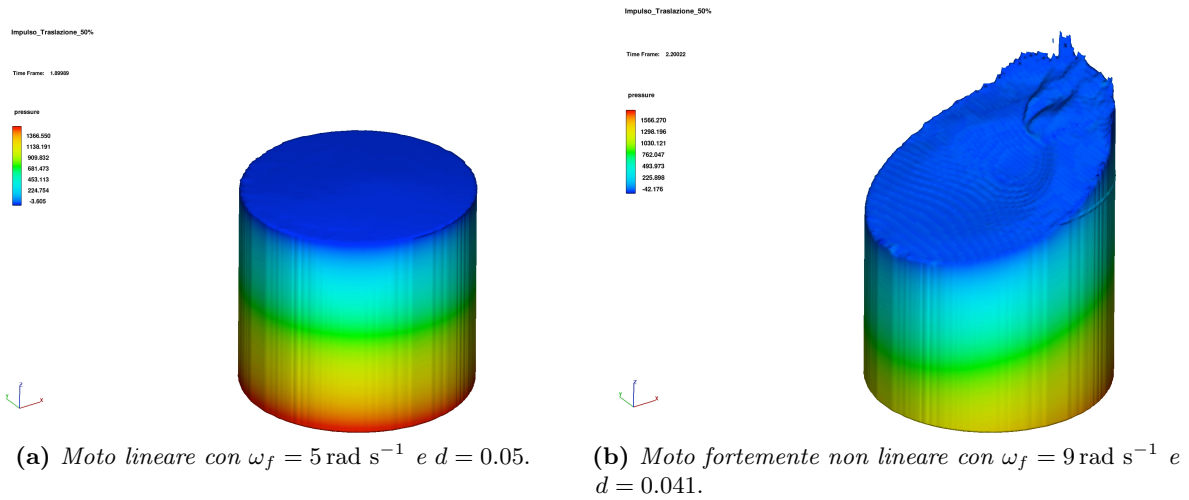 Impulso_Traslazione_50%
Time Frame: 1.89989
pressure
1366.550
1138.191
909.832
681.473
453.113
224.754
-3.605
Z
Y
X
(a) Moto lineare con ω_f = 5 rad s⁻¹ e d = 0.05.
Impulso_Traslazione_50%
Time Frame: 2.20022
pressure
1566.270
1298.196
1030.121
762.047
493.973
225.898
-42.176
Z
Y
X
(b) Moto fortemente non lineare con ω_f = 9 rad s⁻¹ e
d = 0.041.